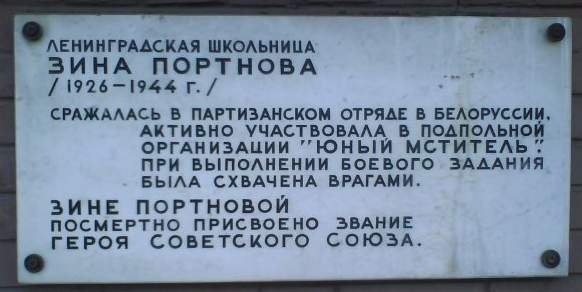 ЛЕНИНГРАДСКАЯ ШКОЛЬНИЦА
ЗИНА ПОРТНОВА
/1926-1944 г./
СРАЖАЛАСЬ В ПАРТИЗАНСКОМ ОТРЯДЕ В БЕЛОРУССИИ,
АКТИВНО УЧАСТВОВАЛА В ПОДПОЛЬНОЙ
ОРГАНИЗАЦИИ "ЮНЫЙ МСТИТЕЛЬ".
ПРИ ВЫПОЛНЕНИИ БОЕВОГО ЗАДАНИЯ
БЫЛА СХВАЧЕНА ВРАГАМИ.
ЗИНЕ ПОРТНОВОЙ
ПОСМЕРТНО ПРИСВОЕНО ЗВАНИЕ
ГЕРОЯ СОВЕТСКОГО СОЮЗА.